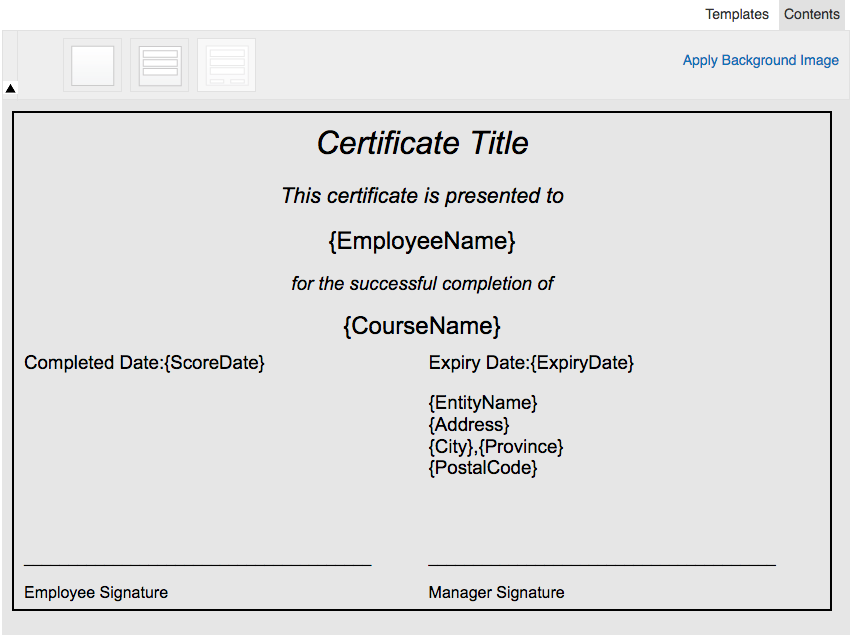 Templates Contents
Apply Background Image
Certificate Title
This certificate is presented to
{EmployeeName}
for the successful completion of
{CourseName}
Completed Date:{ScoreDate} Expiry Date:{ExpiryDate}
{EntityName}
{Address}
{City},{Province}
{PostalCode}
Employee Signature Manager Signature